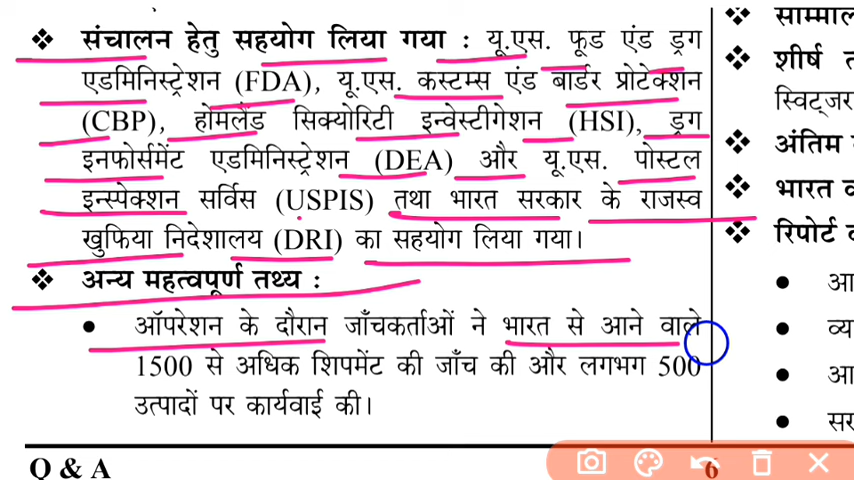 ❖ संचालन हेतु सहयोग लिया गया : यू.एस. फूड एंड ड्रग
एडमिनिस्ट्रेशन (FDA), यू.एस. कस्टम्स एंड बार्डर प्रोटेक्शन
(CBP), होमलैंड सिक्योरिटी इन्वेस्टीगेशन (HSI), ड्रग
इनफोर्समेंट एडमिनिस्ट्रेशन (DEA) और यू.एस. पोस्टल
इन्स्पेक्शन सर्विस (USPIS) तथा भारत सरकार के राजस्व
खुफिया निदेशालय (DRI) का सहयोग लिया गया।
❖ अन्य महत्वपूर्ण तथ्य :
● ऑपरेशन के दौरान जाँचकर्ताओं ने भारत से आने वाले
1500 से अधिक शिपमेंट की जाँच की और लगभग 500
उत्पादों पर कार्यवाई की।
Q & A
6
❖ शीर्ष
❖ अंतिम
❖ भारत
❖ रिपोर्ट